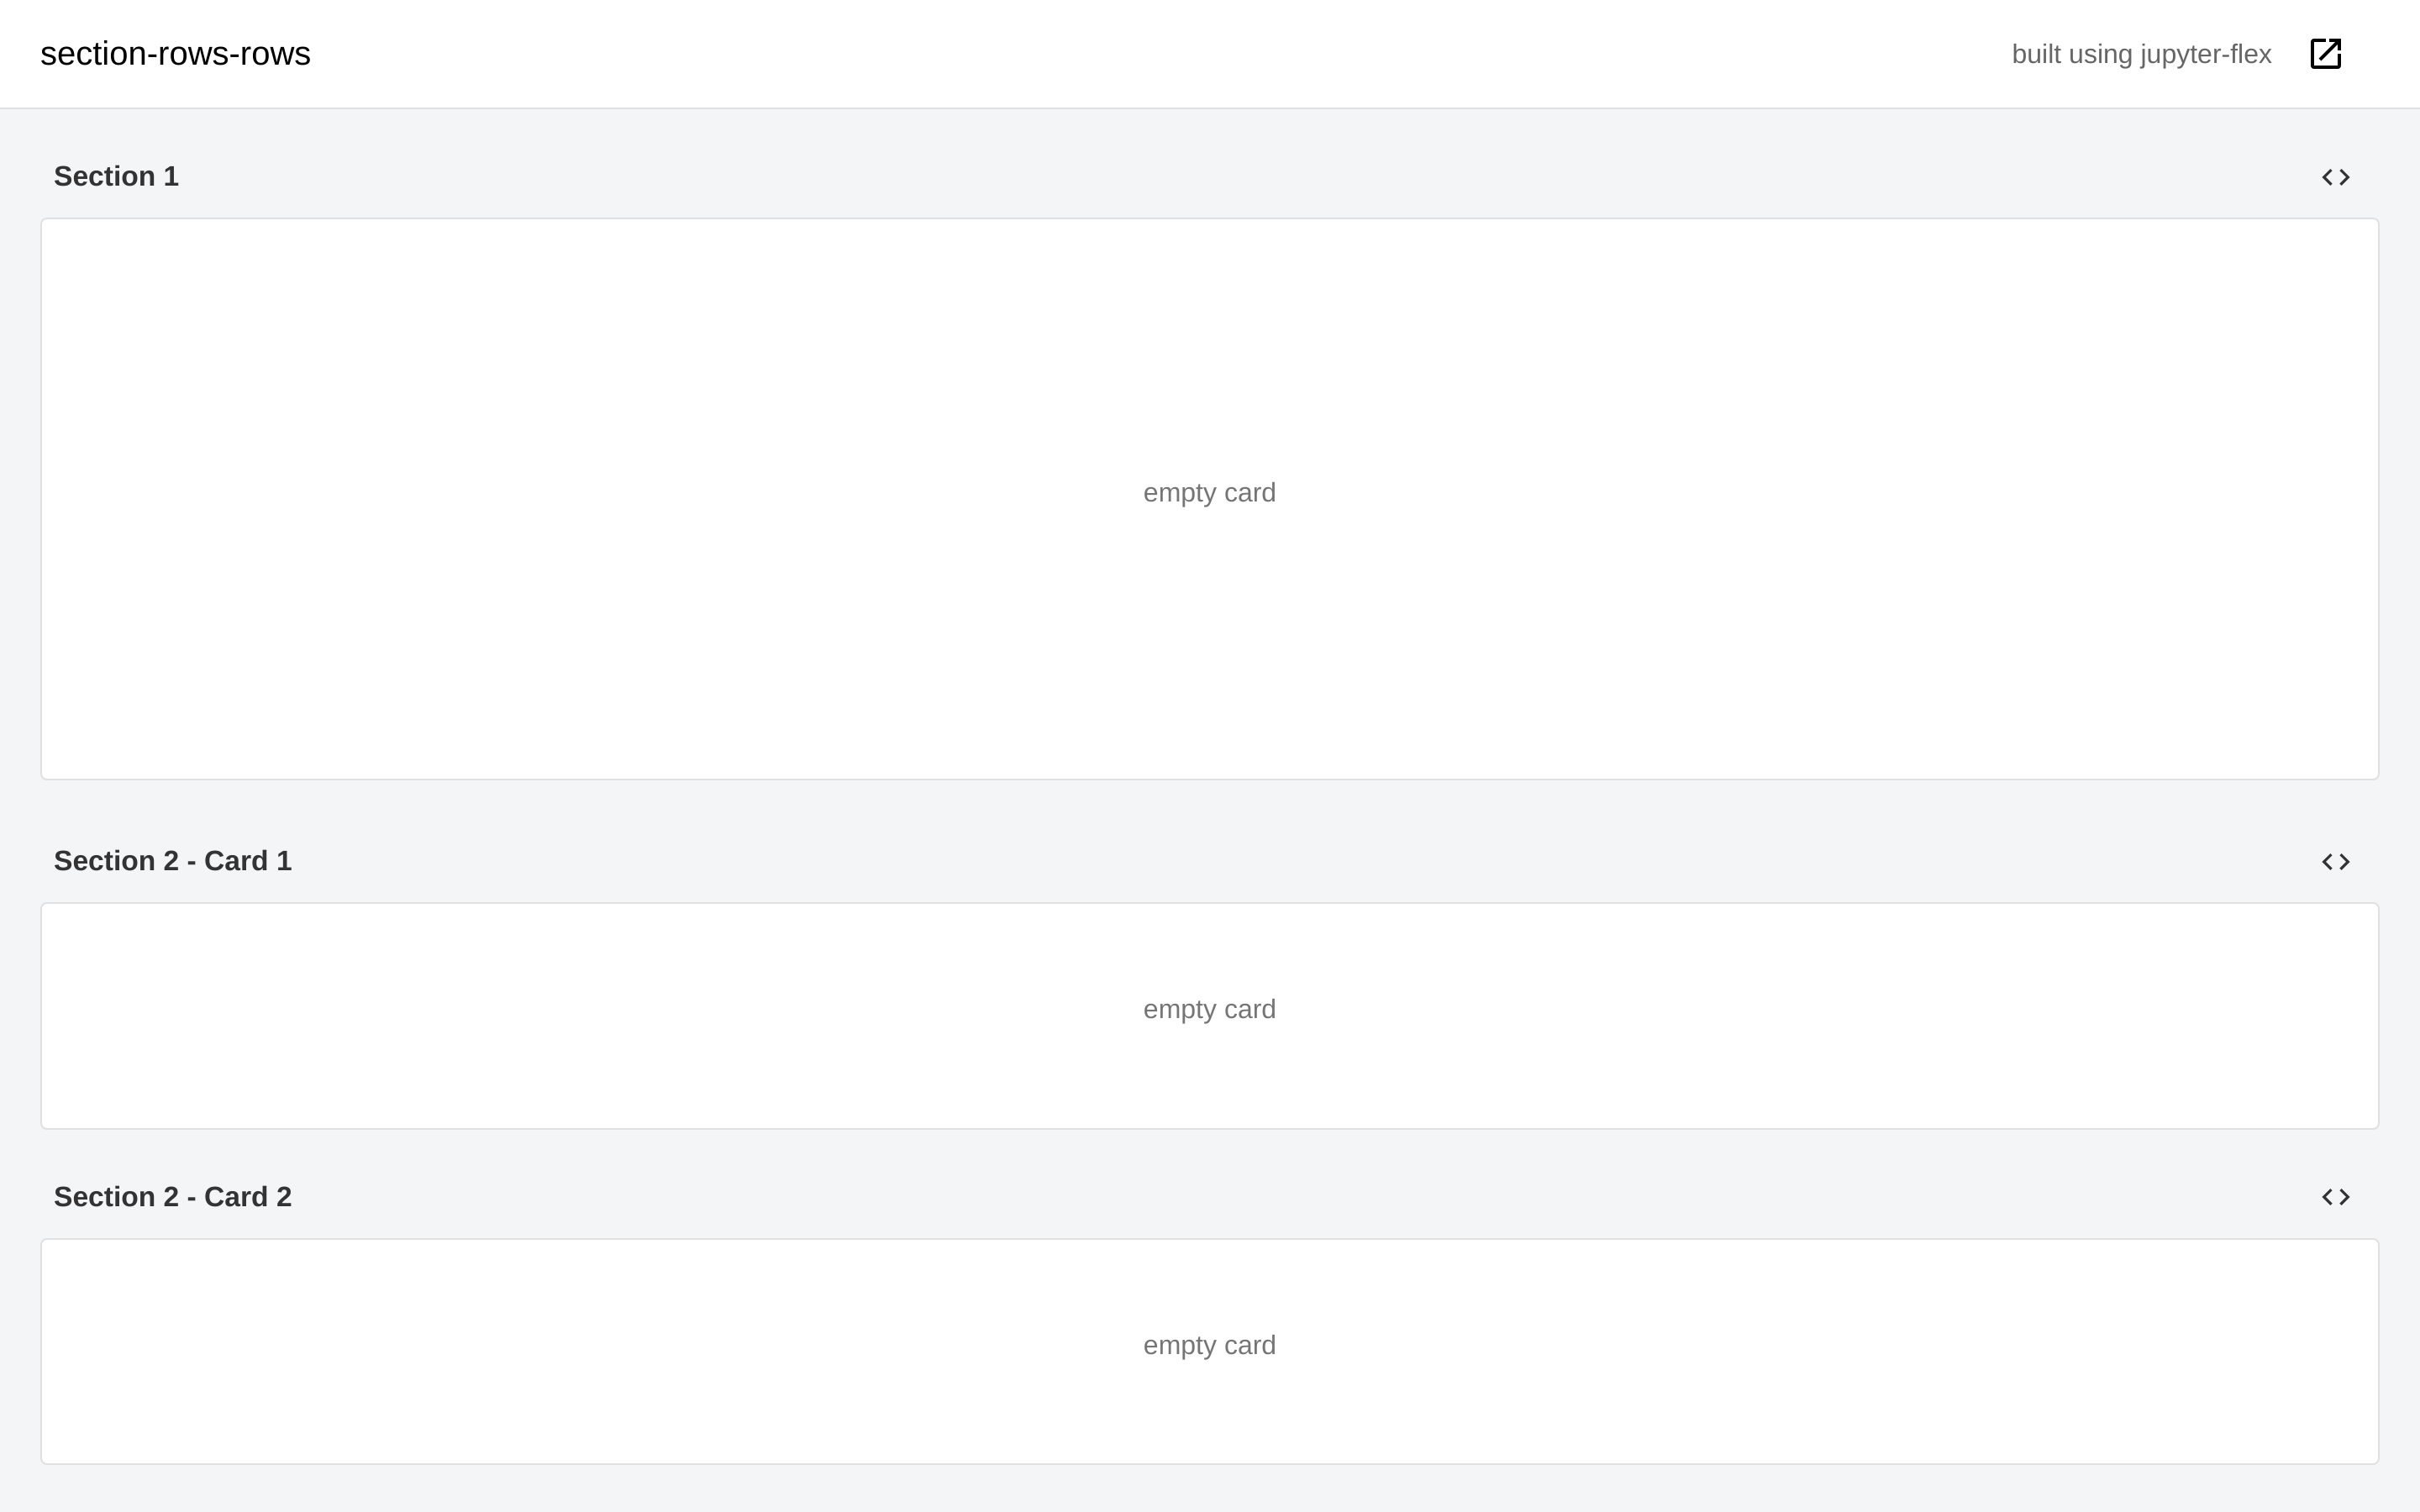 section-rows-rows
built using jupyter-flex
Section 1
empty card
Section 2 - Card 1
empty card
Section 2 - Card 2
empty card